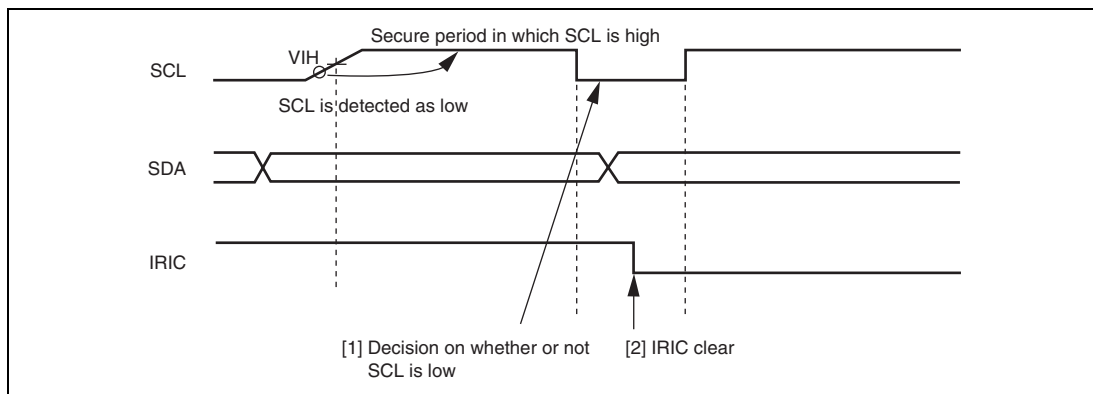 Secure period in which SCL is high
VIH
SCL
SCL is detected as low
SDA
IRIC
[1] Decision on whether or not
SCL is low
[2] IRIC clear